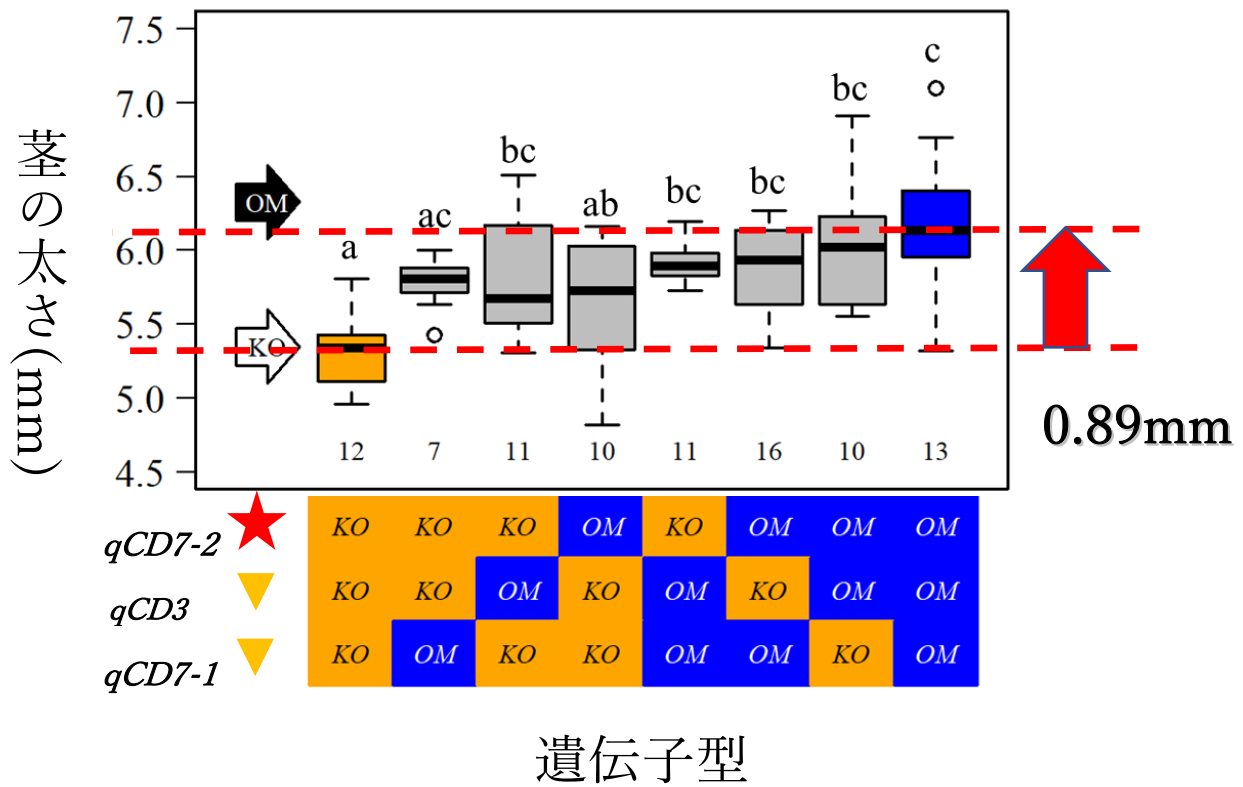 茎の太さ(mm)
7.5
7.0
6.5
6.0
5.5
5.0
4.5
OM
KO
a
ac
bc
ab
bc
bc
bc
c
12 7 11 10 11 16 10 13
0.89mm
qCD7-2 KO KO KO OM KO OM OM OM
qCD3 KO KO OM KO OM KO OM OM
qCD7-1 KO OM KO KO OM OM KO OM
遺伝子型